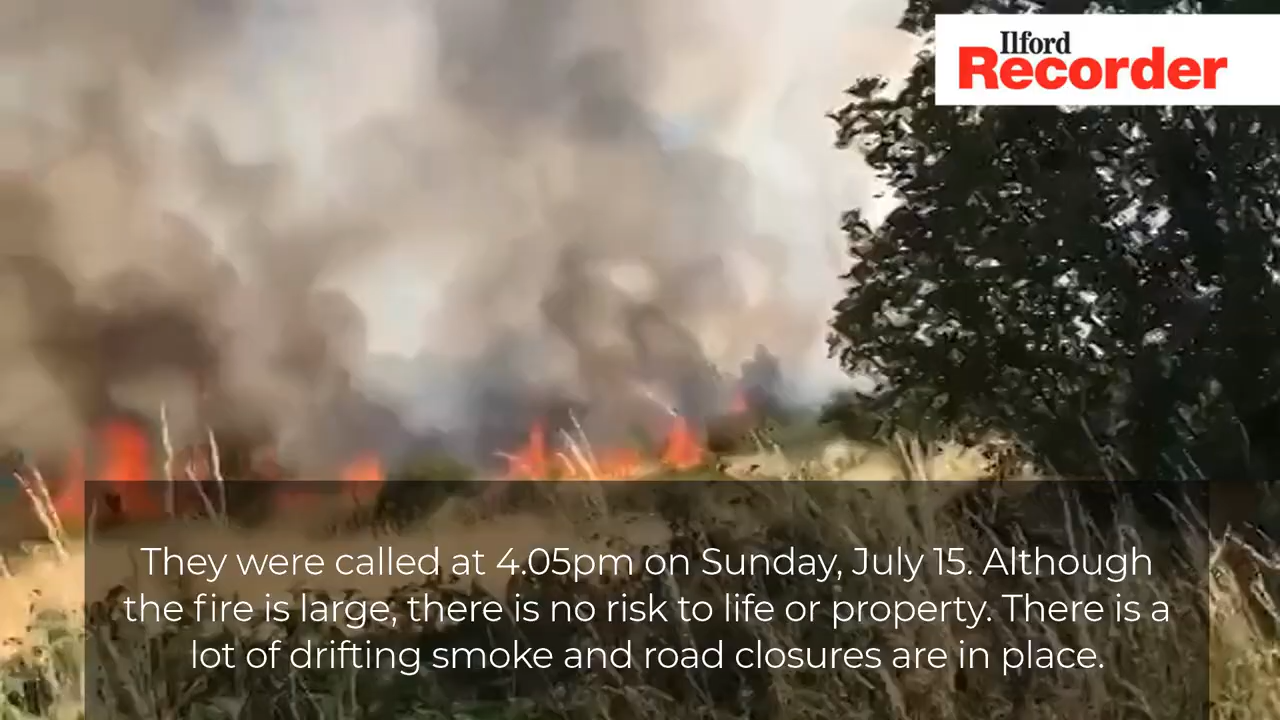 Ilford
Recorder
They were called at 4.05pm on Sunday, July 15. Although
the fire is large, there is no risk to life or property. There is a
lot of drifting smoke and road closures are in place.